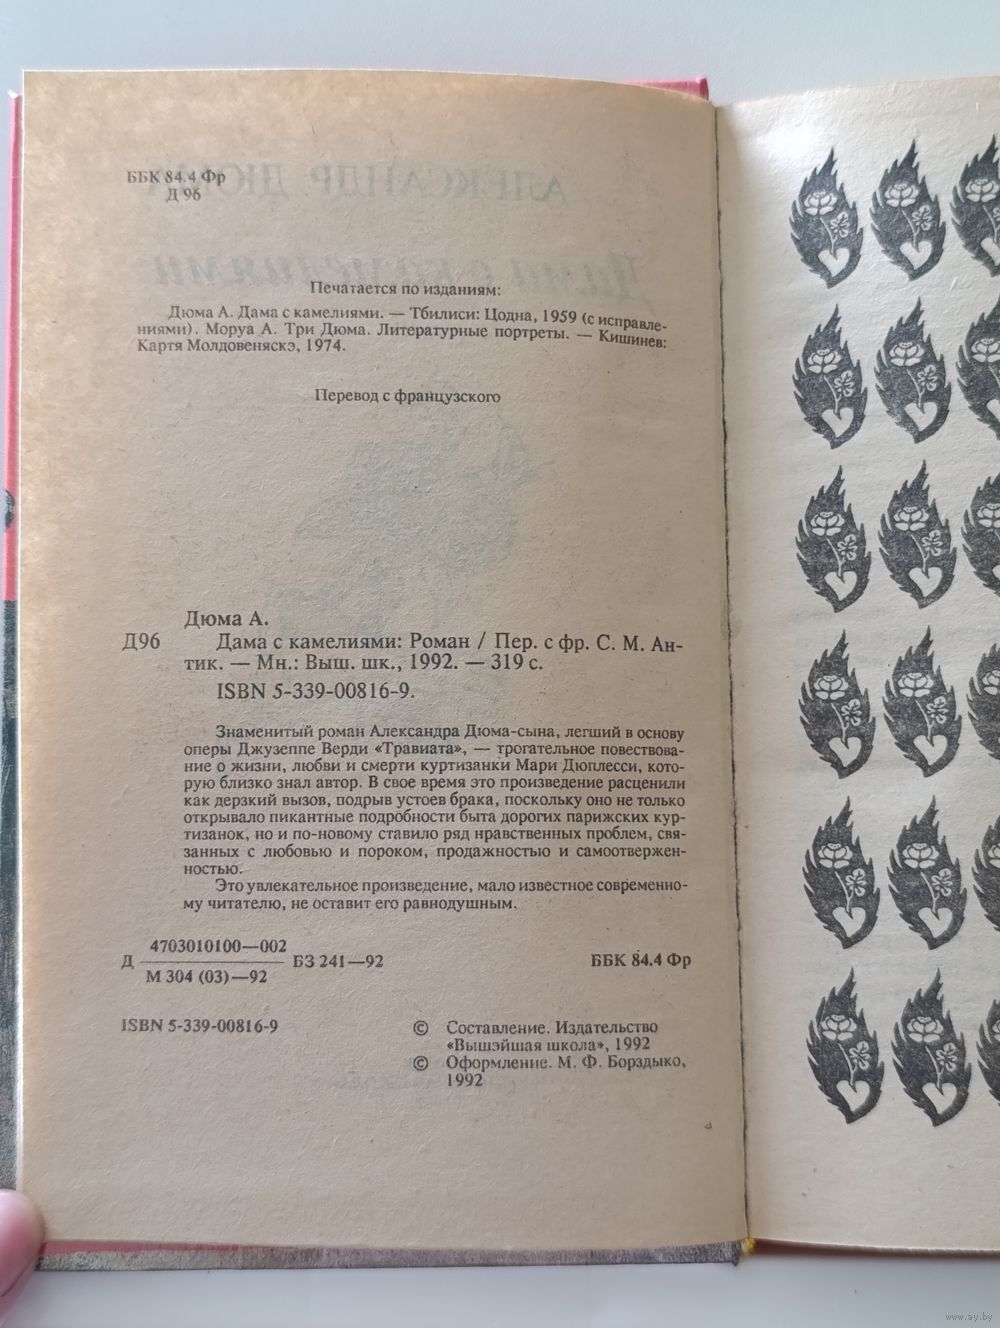 ББК 84.4 Фр
Д 96
Печатается по изданиям:
Дюма А. Дама с камелиями. — Тбилиси: Цодна, 1959 (с исправле-
ниями). Моруа А. Три Дюма. Литературные портреты. — Кишинев:
Картя Молдовеняскэ, 1974.
Перевод с французского
Дюма А.
Д96 Дама с камелиями: Роман / Пер. с фр. С. М. Ан-
тик. — Мн.: Выш. шк., 1992. — 319 с.
ISBN 5-339-00816-9.
Знаменитый роман Александра Дюма-сына, легший в основу
оперы Джузеппе Верди «Травиата», — трогательное повествова-
ние о жизни, любви и смерти куртизанки Мари Дюплесси, кото-
рую близко знал автор. В свое время это произведение расценили
как дерзкий вызов, подрыв устоев брака, поскольку оно не только
открывало пикантные подробности быта дорогих парижских кур-
тизанок, но и по-новому ставило ряд нравственных проблем, свя-
занных с любовью и пороком, продажностью и самоотвержен-
ностью.
Это увлекательное произведение, мало известное современно-
му читателю, не оставит его равнодушным.
4703010100—002
Д БЗ 241—92 ББК 84.4 Фр
М 304 (03)—92
ISBN 5-339-00816-9 © Составление. Издательство
«Вышэйшая школа», 1992
© Оформление. М. Ф. Борздыко,
1992
www.ay.by